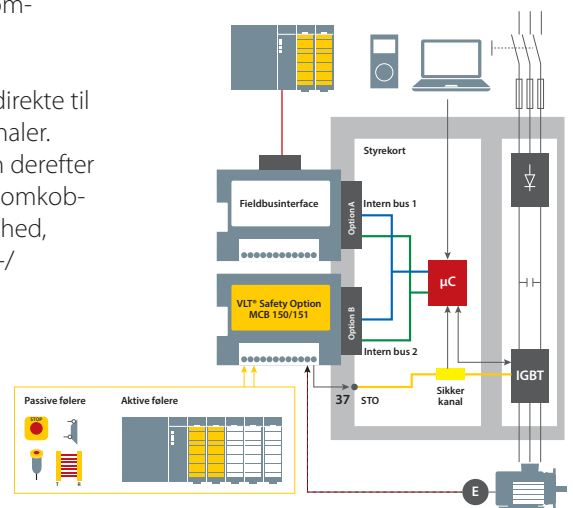 om-
direkte til
naler.
n derefter
omkob-
hed,
-/
Styrekort
Fieldbusinterface
Option A
Intern bus 1
µC
VLT® Safety Option
MCB 150/151
Option B
Intern bus 2
IGBT
37
STO
Sikker
kanal
Passive følere
Aktive følere
STOP
T R
E